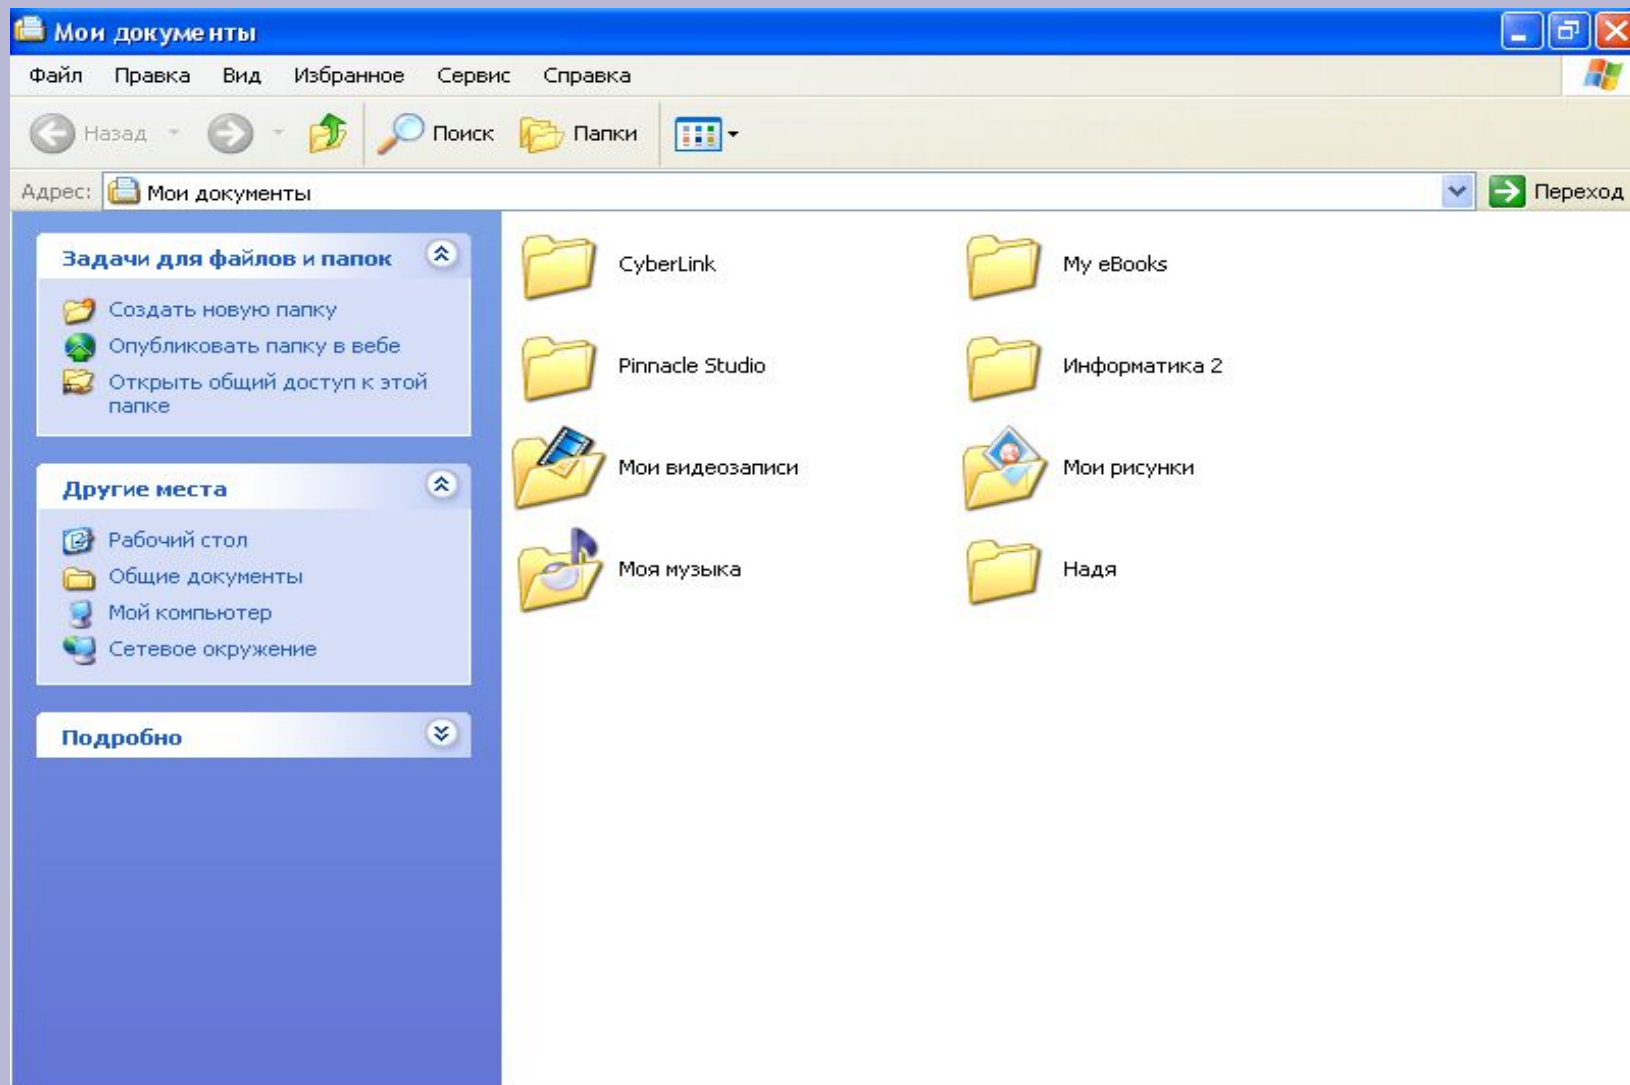 Мои документы
Файл Правка Вид Избранное Сервис Справка
Назад Поиск Папки
Адрес: Мои документы Переход
Задачи для файлов и папок
Создать новую папку
Опубликовать папку в вебе
Открыть общий доступ к этой
папке
Другие места
Рабочий стол
Общие документы
Мой компьютер
Сетевое окружение
Подробно
CyberLink My eBooks
Pinnacle Studio Информатика 2
Мои видеозаписи Мои рисунки
Моя музыка Надя